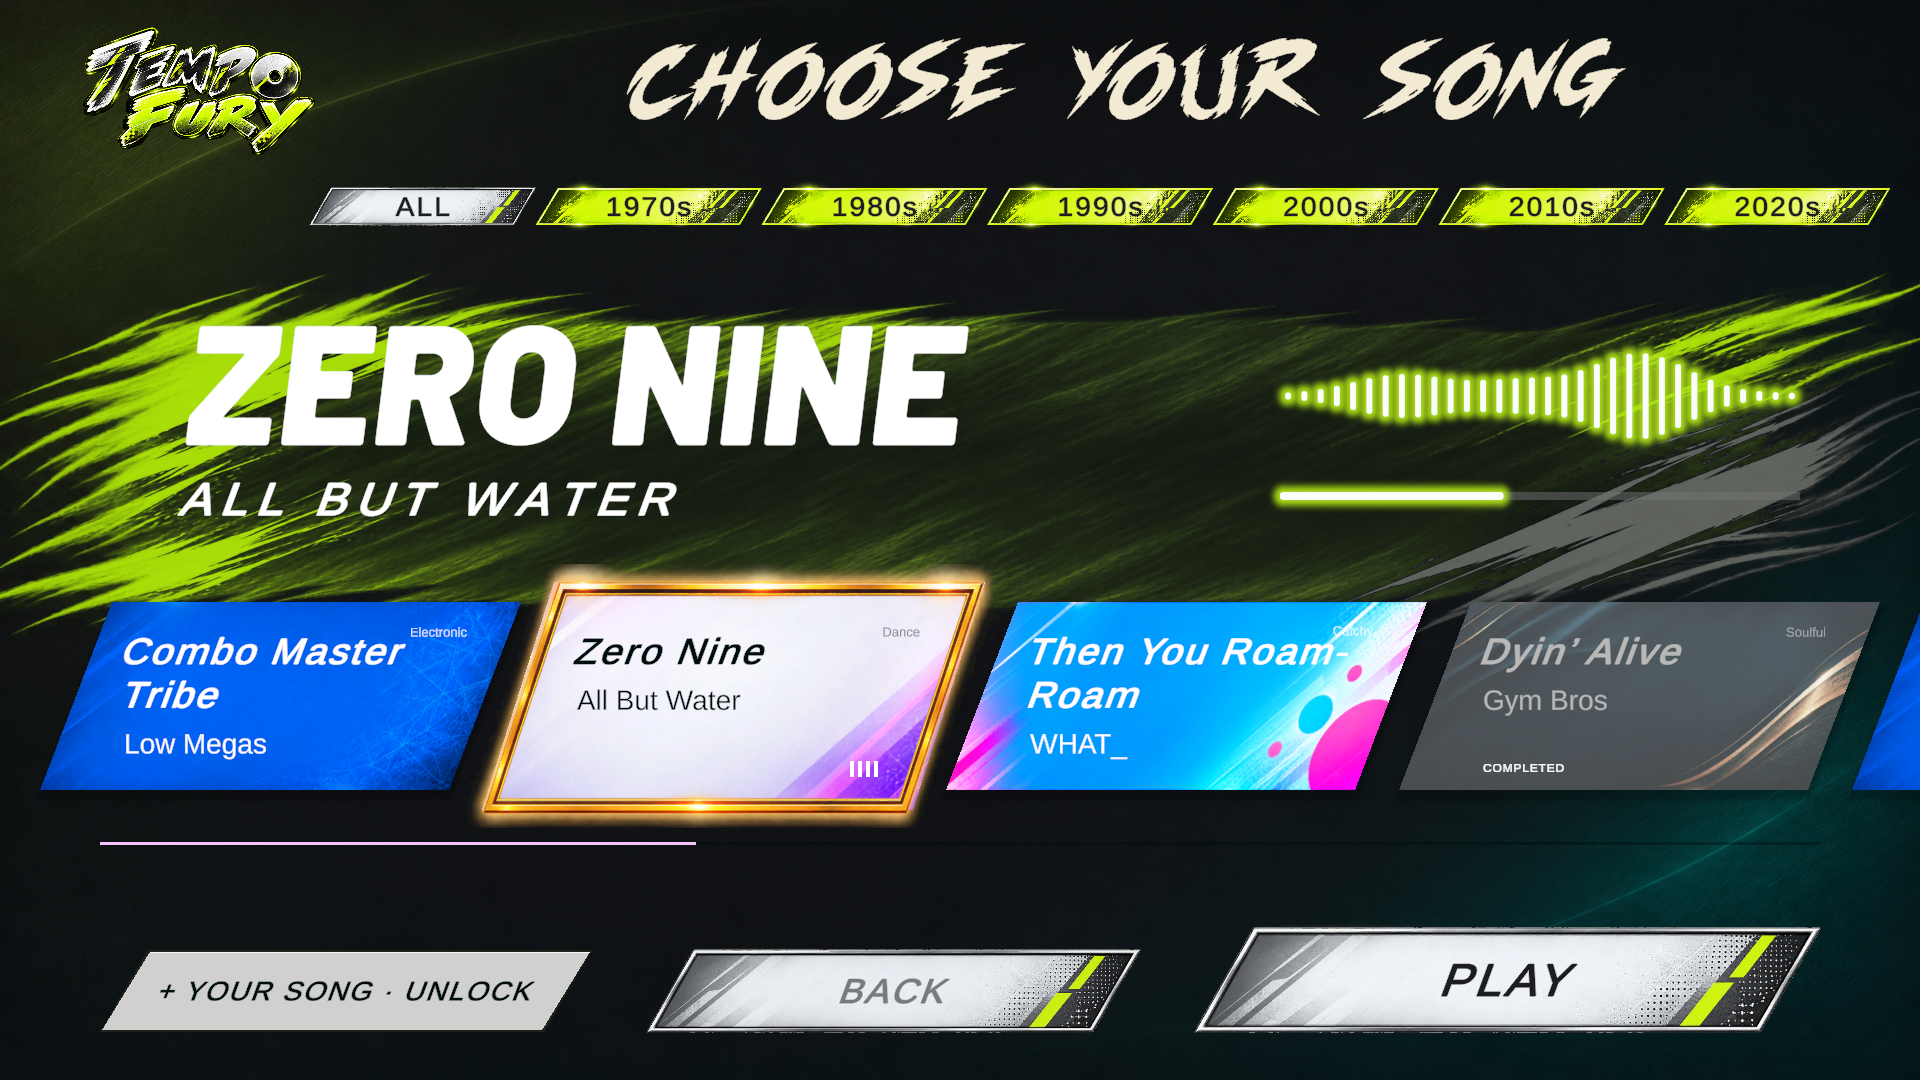 TEMPO
FURY
CHOOSE YOUR SONG
ALL
1970s
1980s
1990s
2000s
2010s
2020s
ZERO NINE
ALL BUT WATER
Combo Master
Tribe
Electronic
Low Megas
Zero Nine
Dance
All But Water
Then You Roam-
Roam
Catchy
WHAT_
Dyin’ Alive
Soulful
Gym Bros
COMPLETED
+ YOUR SONG · UNLOCK
BACK
PLAY